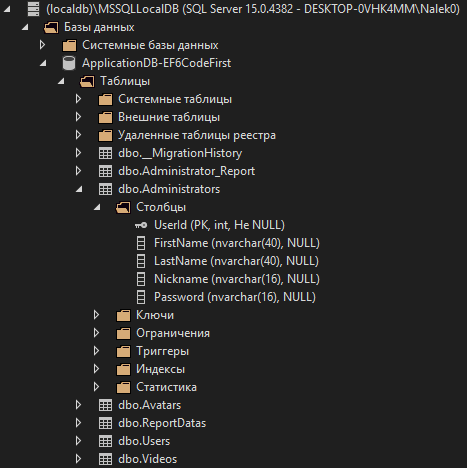 (localdb)\MSSQLLocalDB (SQL Server 15.0.4382 - DESKTOP-0VHK4MM\Nalek0)
Базы данных
Системные базы данных
ApplicationDB-EF6CodeFirst
Таблицы
Системные таблицы
Внешние таблицы
Удаленные таблицы реестра
dbo.__MigrationHistory
dbo.Administrator_Report
dbo.Administrators
Столбцы
UserId (PK, int, Не NULL)
FirstName (nvarchar(40), NULL)
LastName (nvarchar(40), NULL)
Nickname (nvarchar(16), NULL)
Password (nvarchar(16), NULL)
Ключи
Ограничения
Триггеры
Индексы
Статистика
dbo.Avatars
dbo.ReportDatas
dbo.Users
dbo.Videos